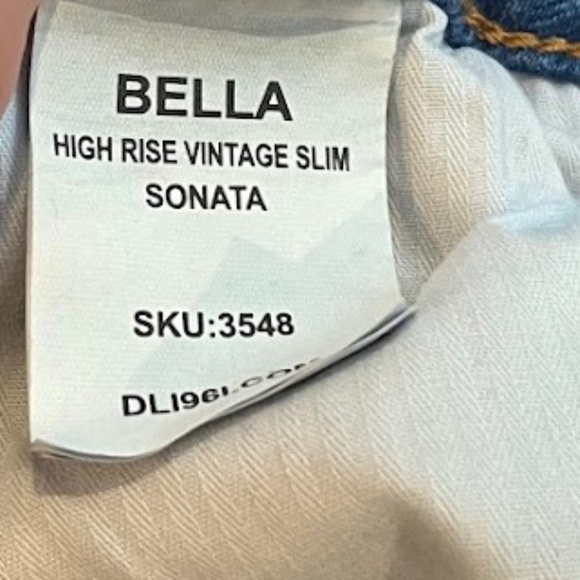 BELLA
HIGH RISE VINTAGE SLIM
SONATA
SKU:3548
DL1961.COM